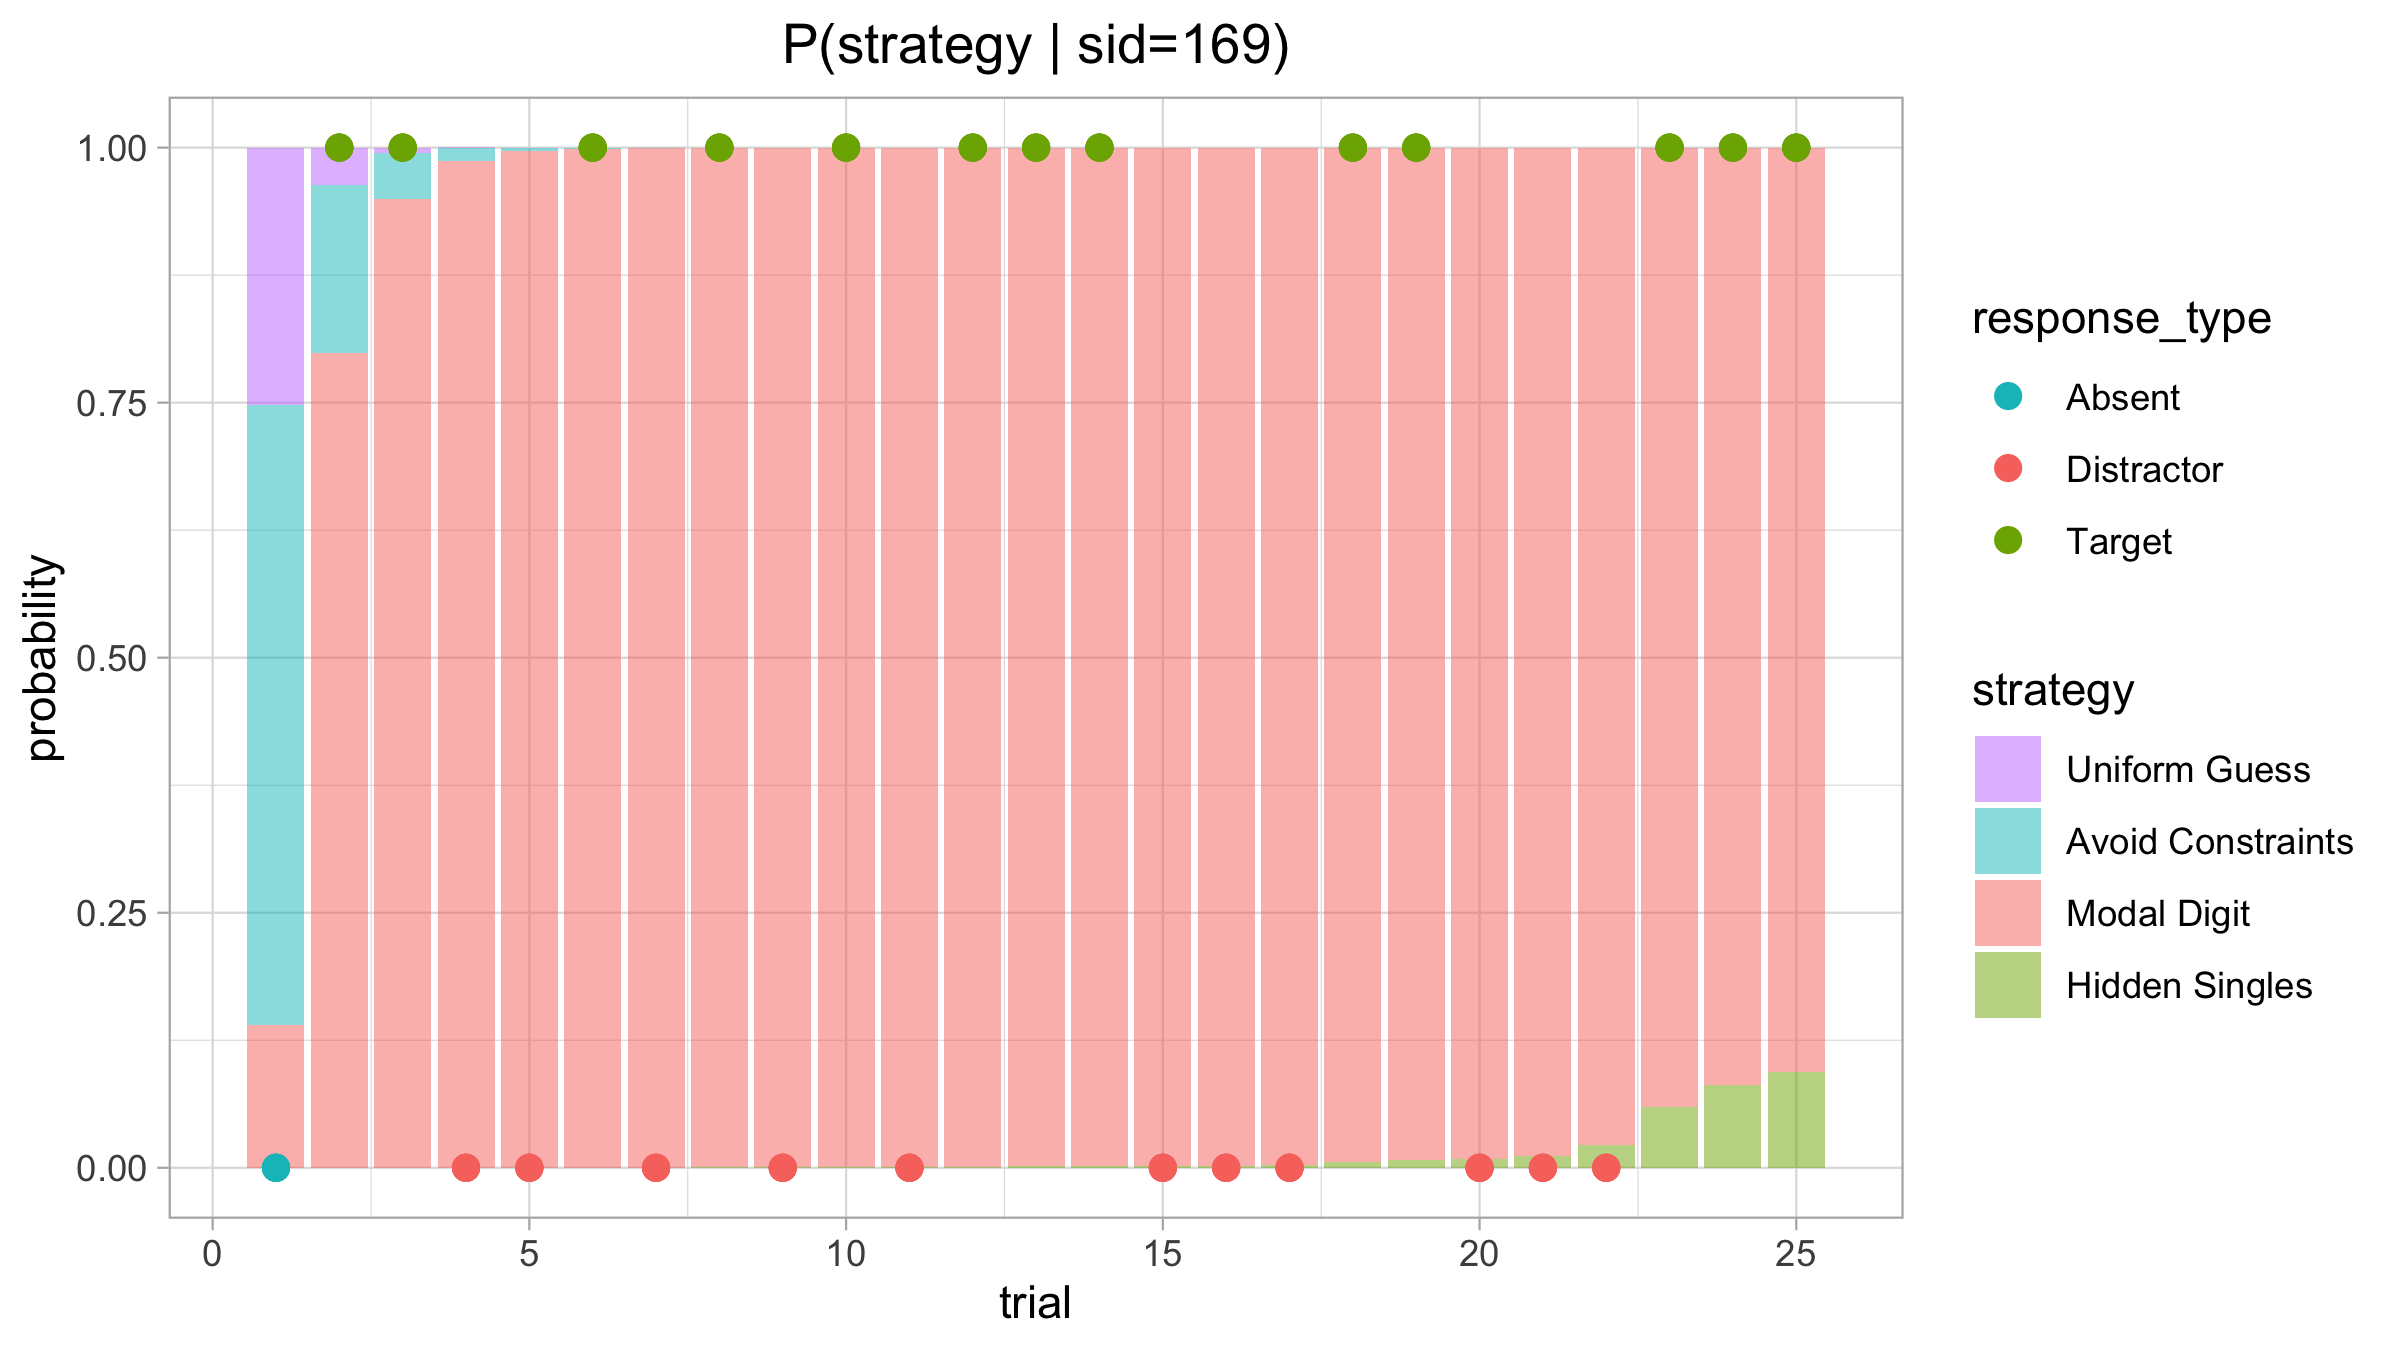 P(strategy | sid=169)
probability
1.00
0.75
0.50
0.25
0.00
0 5 10 15 20 25
trial
response_type
Absent
Distractor
Target
strategy
Uniform Guess
Avoid Constraints
Modal Digit
Hidden Singles